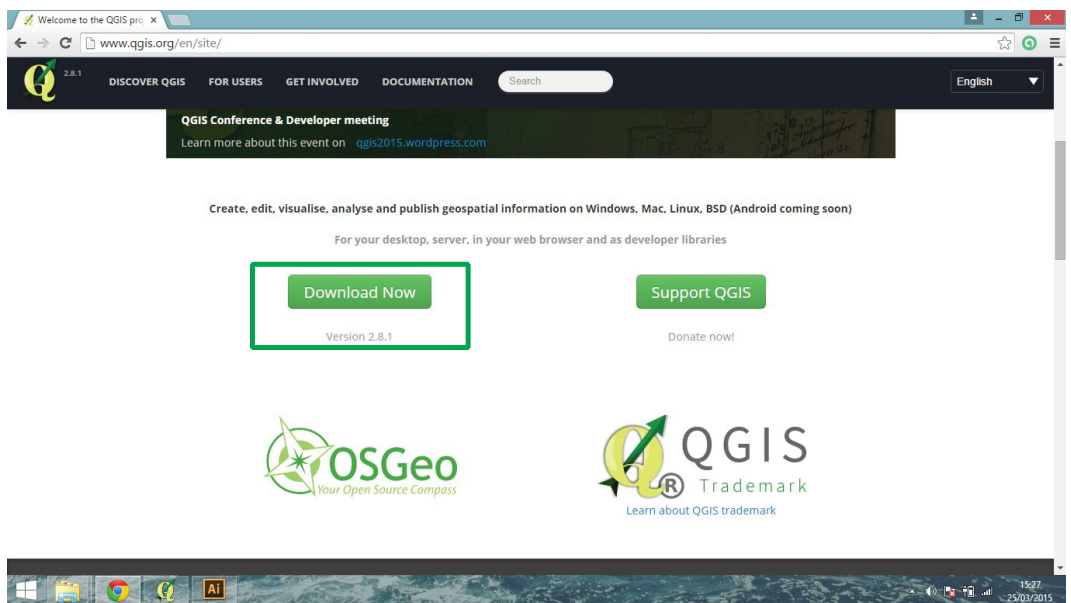 Welcome to the QGIS pro
www.qgis.org/en/site/
2.8.1
DISCOVER QGIS
FOR USERS
GET INVOLVED
DOCUMENTATION
Search
English
QGIS Conference & Developer meeting
Learn more about this event on qgis2015.wordpress.com
Create, edit, visualise, analyse and publish geospatial information on Windows, Mac, Linux, BSD (Android coming soon)
For your desktop, server, in your web browser and as developer libraries
Download Now
Support QGIS
Version 2.8.1
Donate now!
OSGeo
Your Open Source Compass
QGIS
®
Trademark
Learn about QGIS trademark
Ai
15:27
25/03/2015